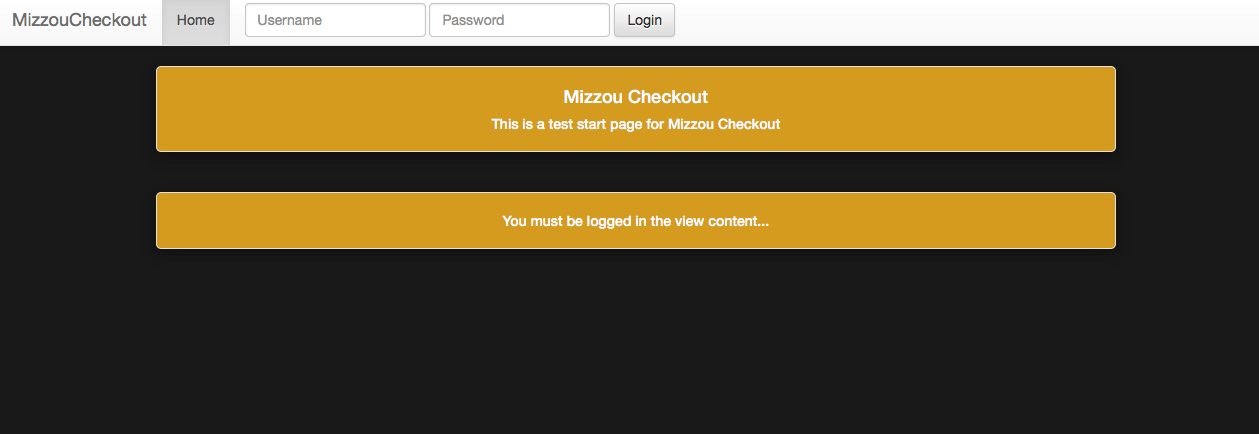 MizzouCheckout Home Username Password Login
Mizzou Checkout
This is a test start page for Mizzou Checkout
You must be logged in the view content...